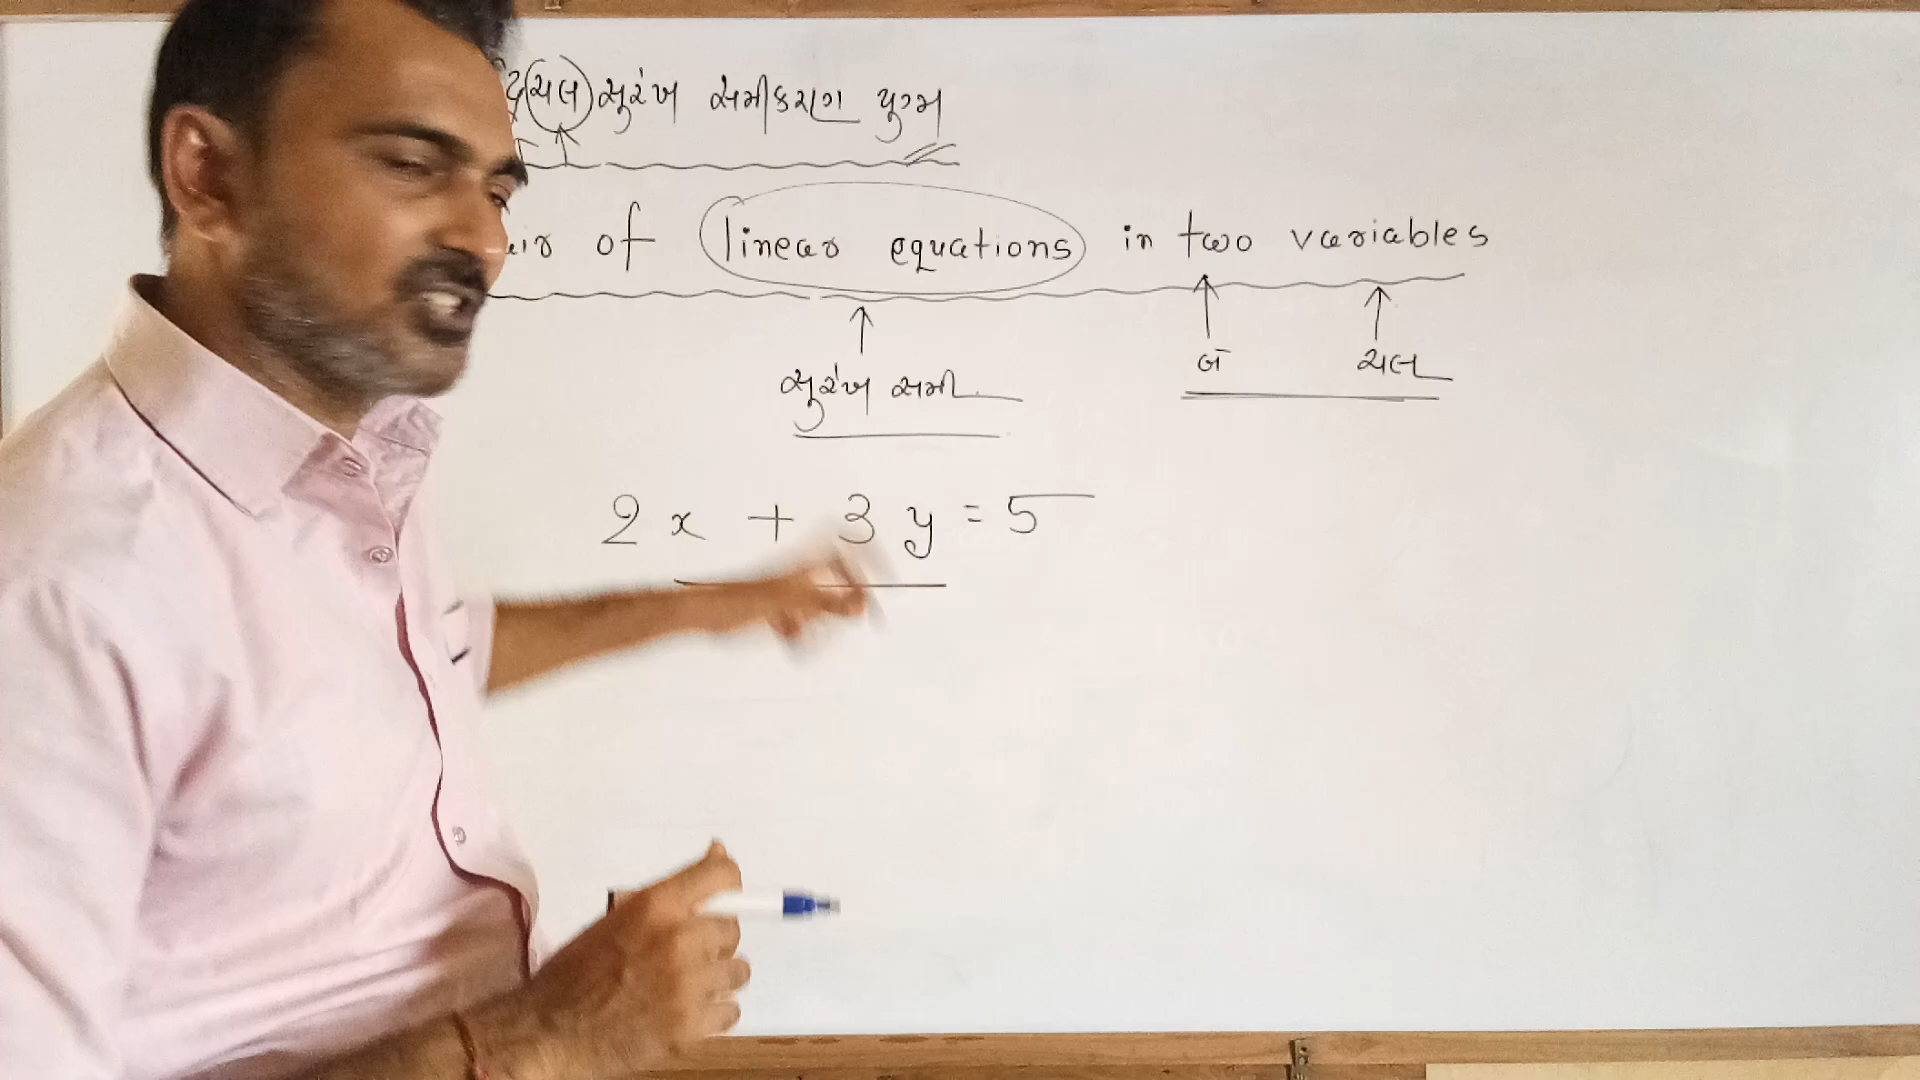 દ્વિચલ સુરેખ સમીકરણ યુગ્મ
of linear equations in two variables
સુરેખ સમી.
બે ચલ
2x + 3y = 5